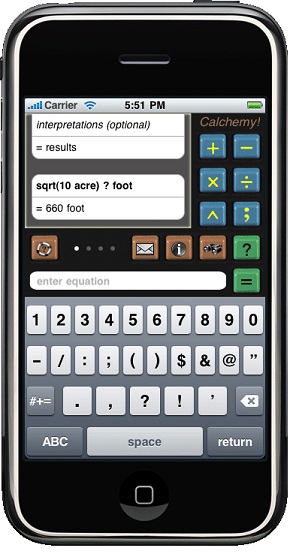 Carrier 5:51 PM
interpretations (optional)
= results
Calchemy!
+ −
sqrt(10 acre) ? foot
= 660 foot
× ÷
^ ;
i ?
enter equation =
1 2 3 4 5 6 7 8 9 0
- / : ; ( ) $ & @ "
#+= . , ? ! '
ABC space return